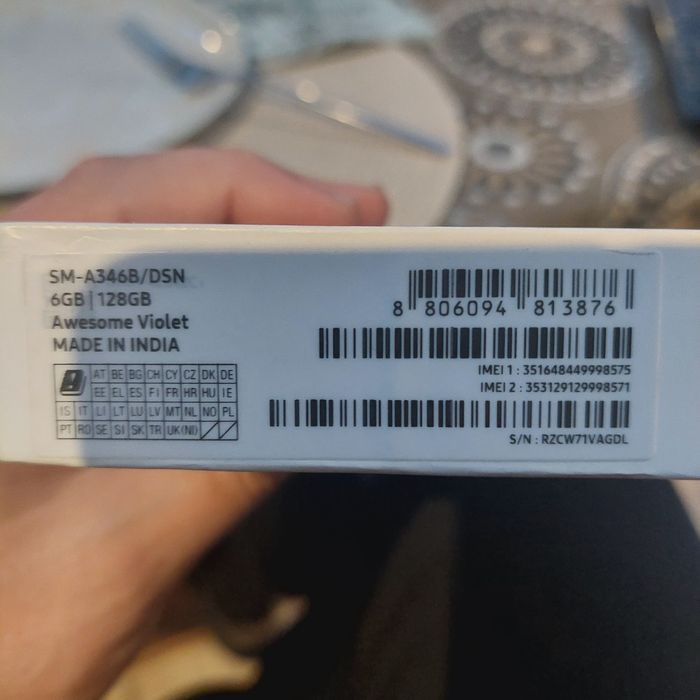 SM-A346B/DSN
6GB | 128GB
Awesome Violet
MADE IN INDIA
AT BE BG CH CY CZ DK DE
EE EL ES FI FR HR HU IE
IS IT LI LT LU LV MT NL NO PL
PT RO SE SI SK TR UK(NI)
8 806094 813876
IMEI 1 : 351648449998575
IMEI 2 : 353129129998571
S/N : RZCW71VAGDL